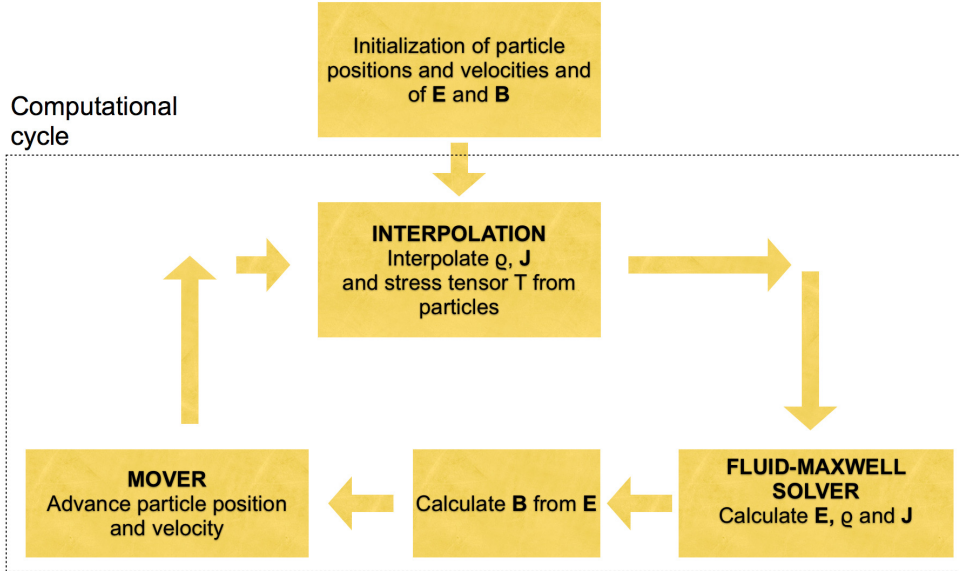 Initialization of particle
positions and velocities and
of E and B
Computational
cycle
INTERPOLATION
Interpolate ϱ, J
and stress tensor T from
particles
MOVER
Advance particle position
and velocity
Calculate B from E
FLUID-MAXWELL
SOLVER
Calculate E, ϱ and J